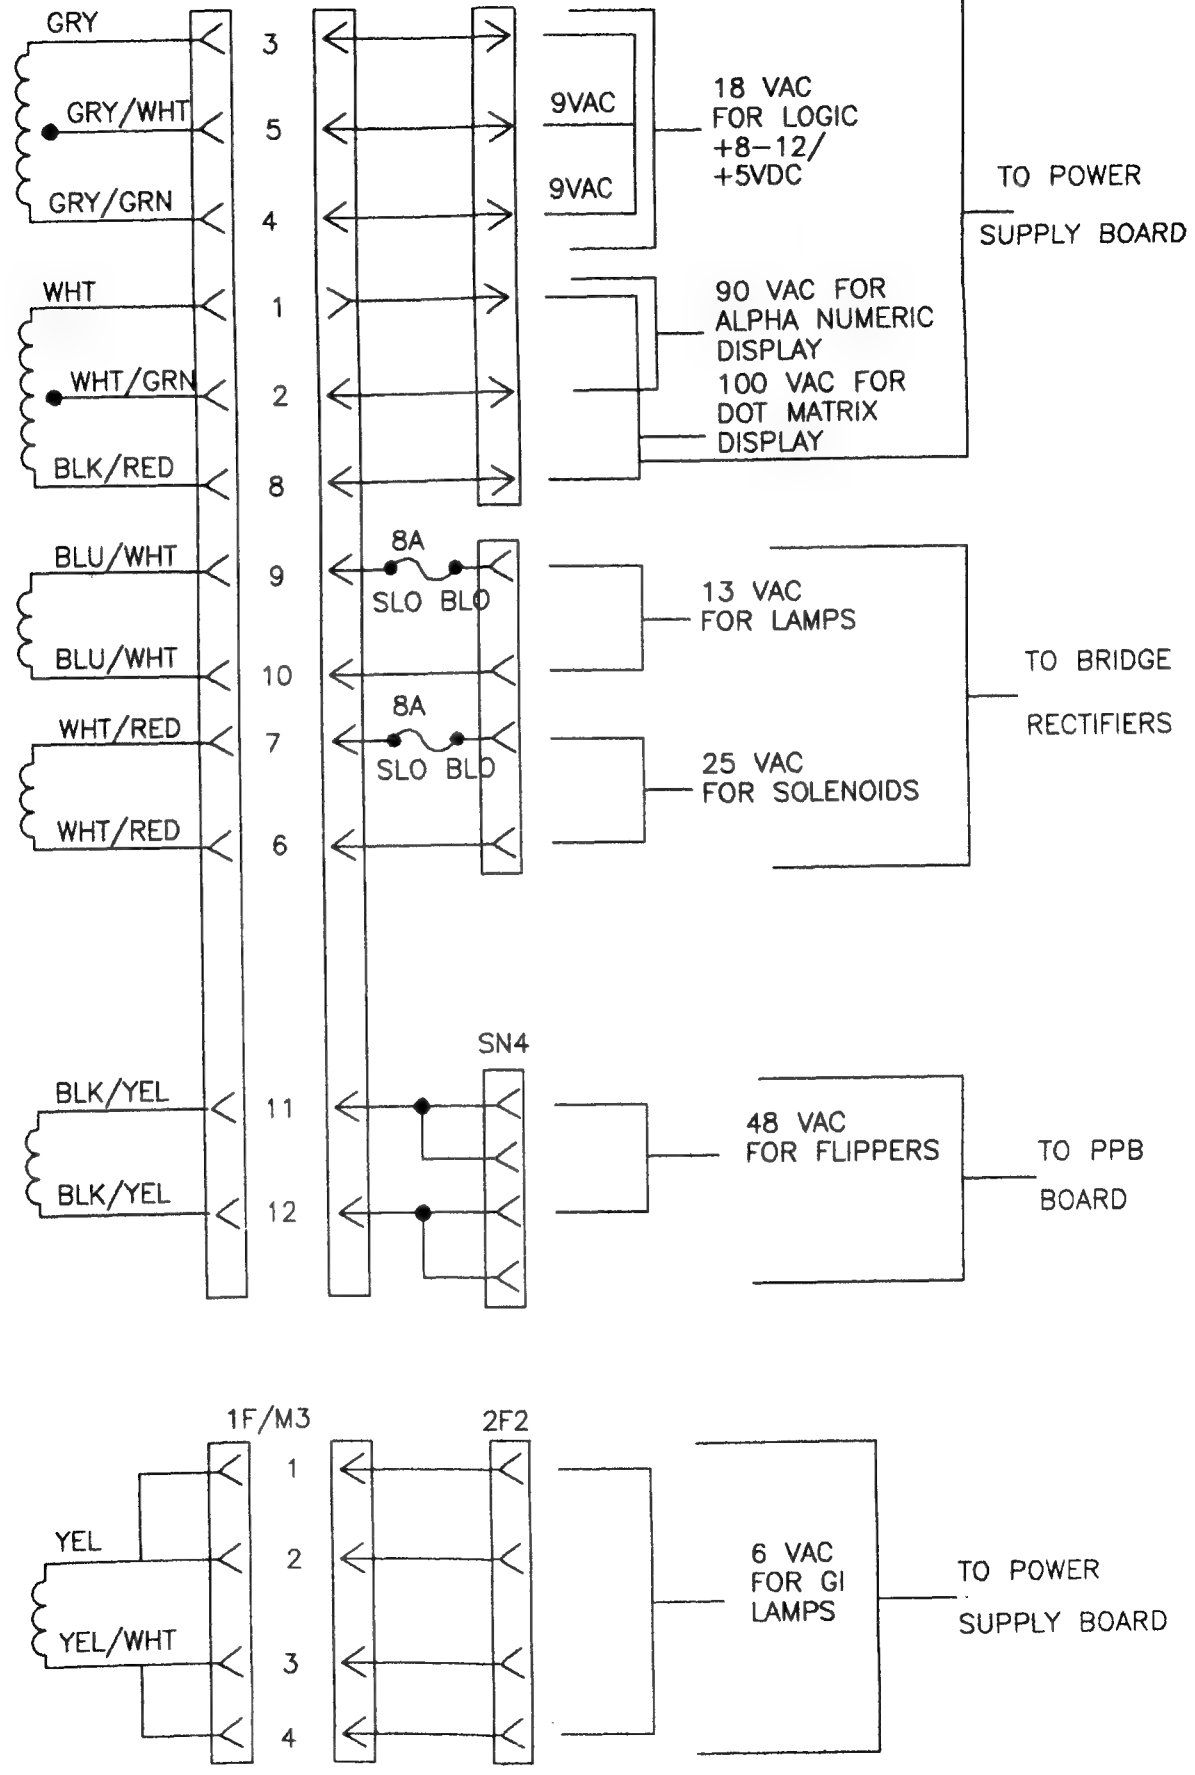 GRY
3
GRY/WHT
5
9VAC
GRY/GRN
4
9VAC
18 VAC
FOR LOGIC
+8-12/
+5VDC
TO POWER
SUPPLY BOARD
WHT
1
WHT/GRN
2
BLK/RED
8
90 VAC FOR
ALPHA NUMERIC
DISPLAY
100 VAC FOR
DOT MATRIX
DISPLAY
BLU/WHT
9
8A
SLO BLO
BLU/WHT
10
13 VAC
FOR LAMPS
WHT/RED
7
8A
SLO BLO
WHT/RED
6
25 VAC
FOR SOLENOIDS
TO BRIDGE
RECTIFIERS
SN4
BLK/YEL
11
BLK/YEL
12
48 VAC
FOR FLIPPERS
TO PPB
BOARD
1F/M3
2F2
1
YEL
2
YEL/WHT
3
4
6 VAC
FOR GI
LAMPS
TO POWER
SUPPLY BOARD